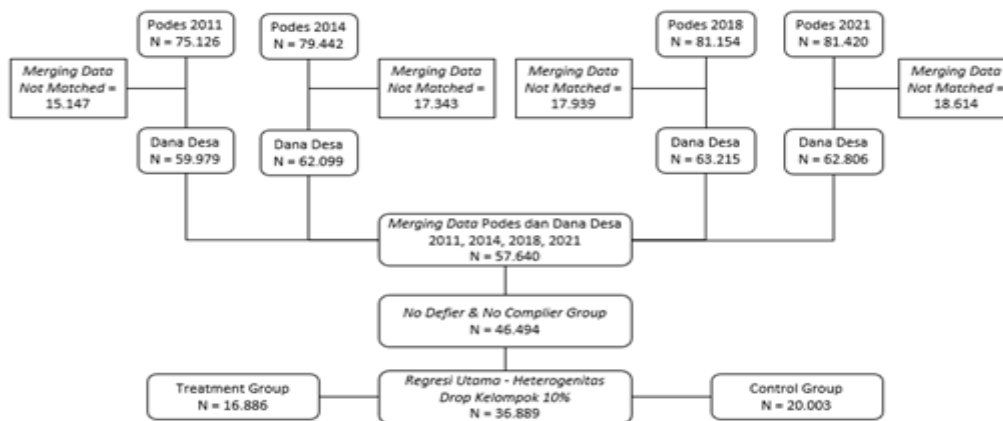 Podes 2011
N = 75.126
Podes 2014
N = 79.442
Podes 2018
N = 81.154
Podes 2021
N = 81.420
Merging Data
Not Matched =
15.147
Merging Data
Not Matched =
17.343
Merging Data
Not Matched =
17.939
Merging Data
Not Matched =
18.614
Dana Desa
N = 59.979
Dana Desa
N = 62.099
Dana Desa
N = 63.215
Dana Desa
N = 62.806
Merging Data Podes dan Dana Desa
2011, 2014, 2018, 2021
N = 57.640
No Defier & No Complier Group
N = 46.494
Treatment Group
N = 16.886
Regresi Utama - Heterogenitas
Drop Kelompok 10%
N = 36.889
Control Group
N = 20.003